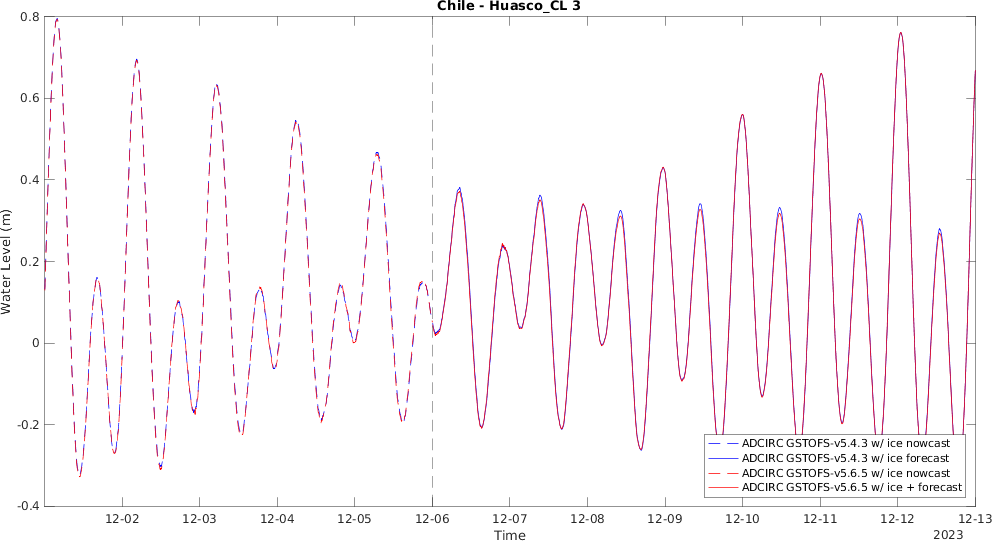 Chile - Huasco_CL 3
Water Level (m)
0.8
0.6
0.4
0.2
0
-0.2
-0.4
ADCIRC GSTOFS-v5.4.3 w/ ice nowcast
ADCIRC GSTOFS-v5.4.3 w/ ice forecast
ADCIRC GSTOFS-v5.6.5 w/ ice nowcast
ADCIRC GSTOFS-v5.6.5 w/ ice + forecast
12-02 12-03 12-04 12-05 12-06 12-07 12-08 12-09 12-10 12-11 12-12 12-13
Time
2023